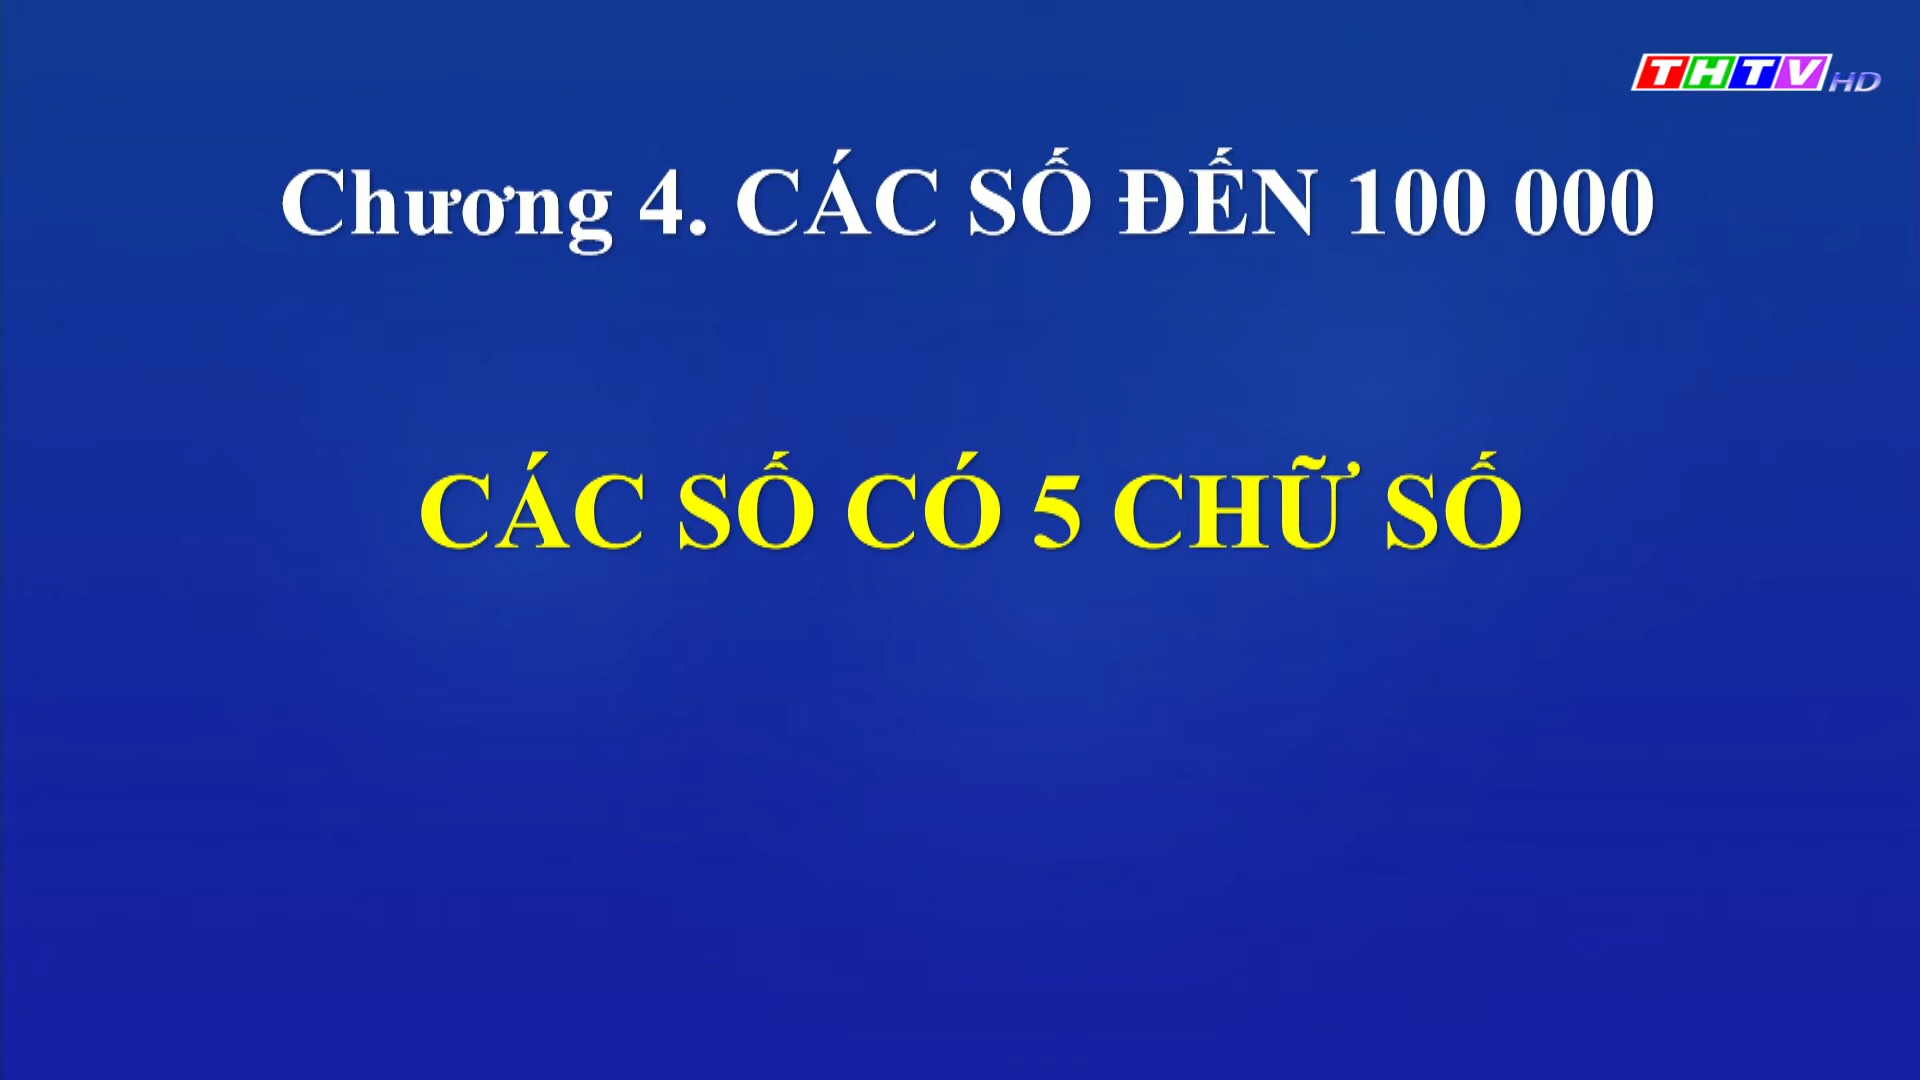 THTV HD
Chương 4. CÁC SỐ ĐẾN 100 000
CÁC SỐ CÓ 5 CHỮ SỐ